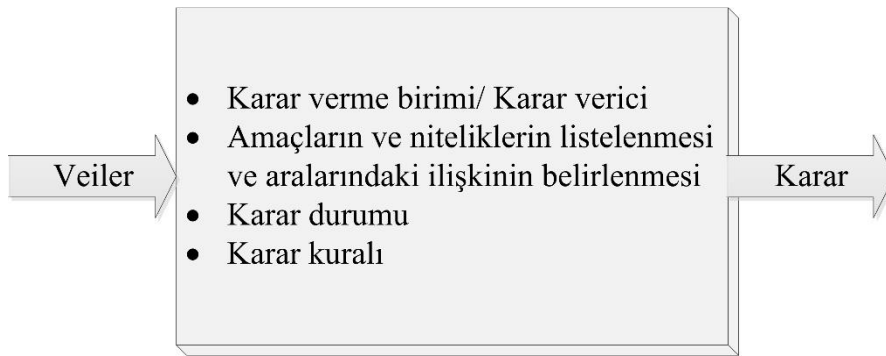 Veiler
• Karar verme birimi/ Karar verici
• Amaçların ve niteliklerin listelenmesi
ve aralarındaki ilişkinin belirlenmesi
• Karar durumu
• Karar kuralı
Karar